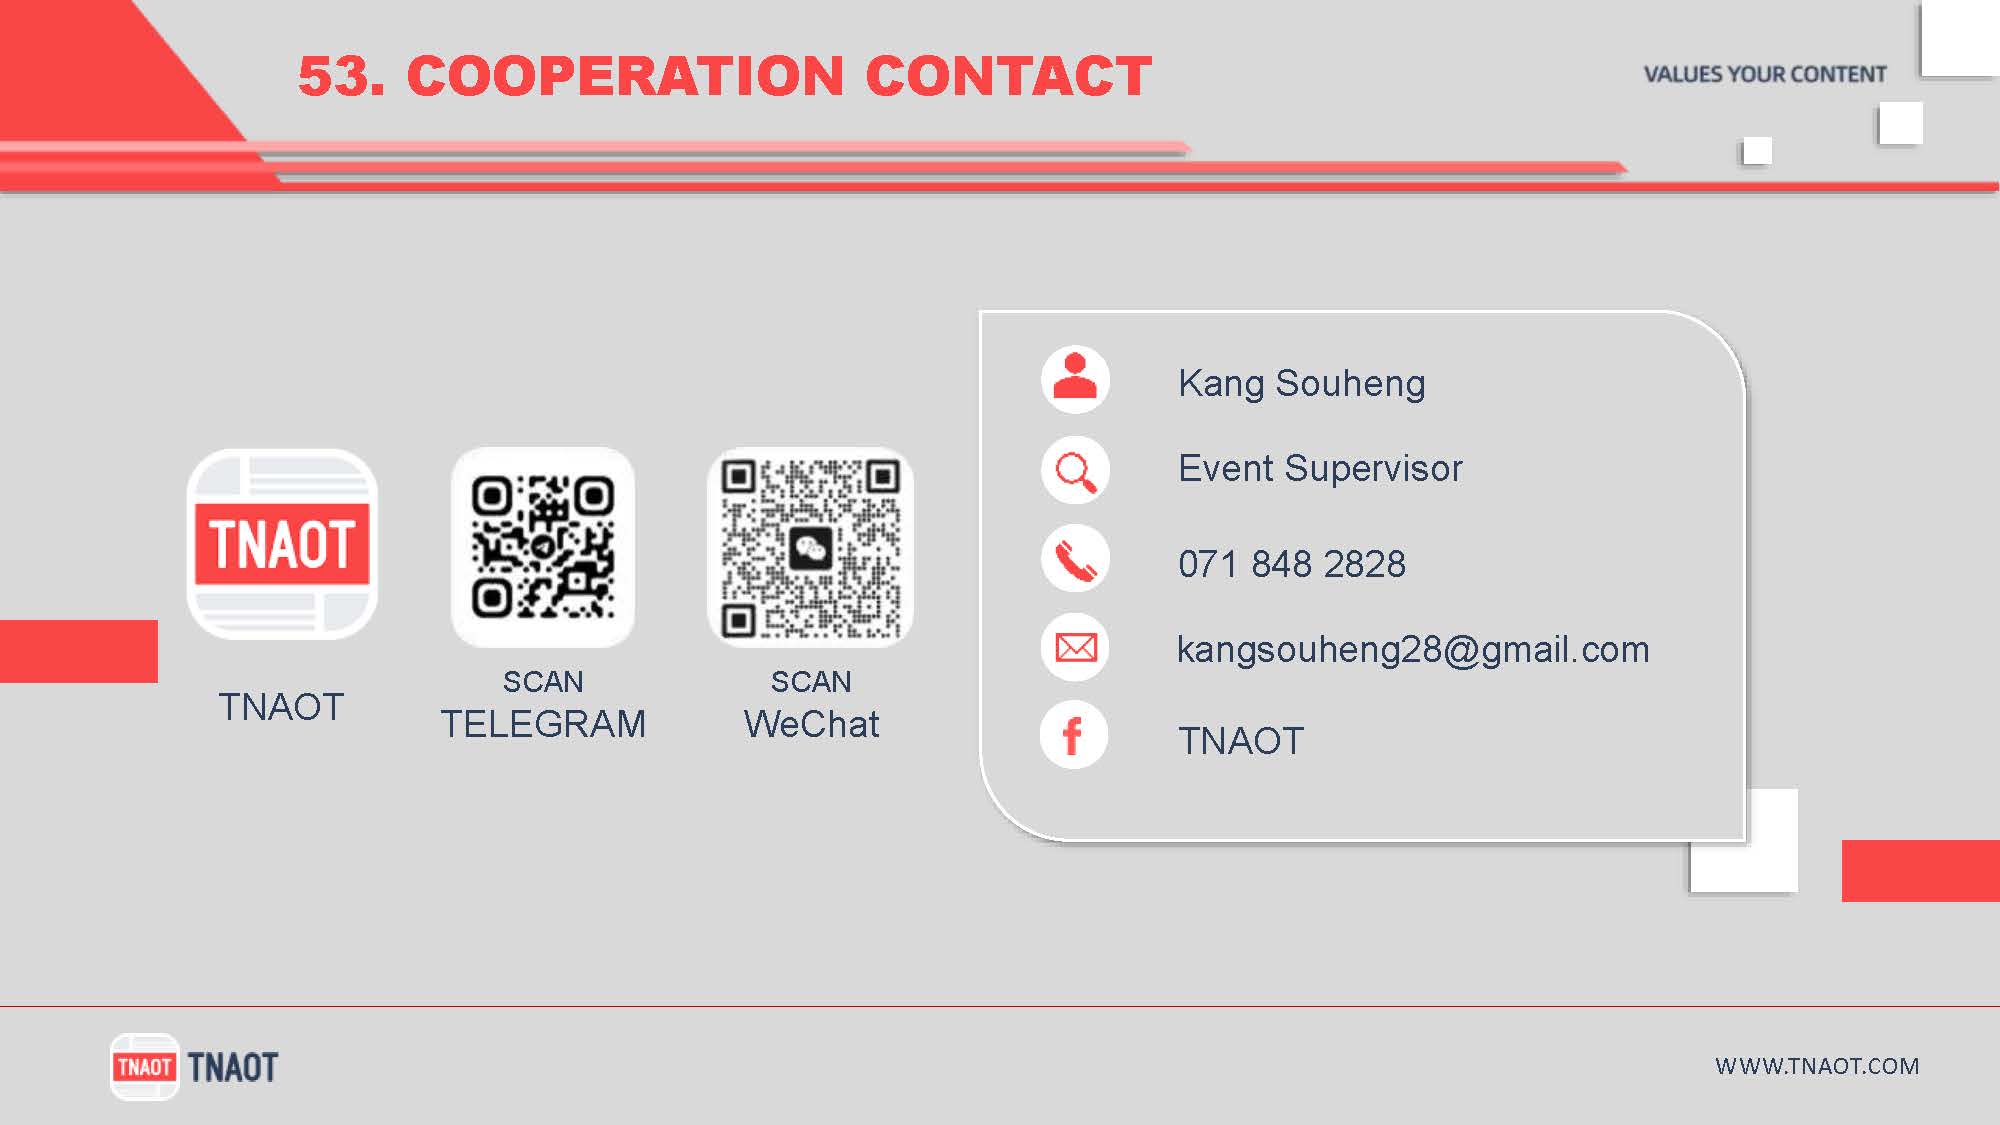 53. COOPERATION CONTACT
VALUES YOUR CONTENT
TNAOT
TNAOT
SCAN
TELEGRAM
SCAN
WeChat
Kang Souheng
Event Supervisor
071 848 2828
kangsouheng28@gmail.com
TNAOT
TNAOT
TNAOT
WWW.TNAOT.COM